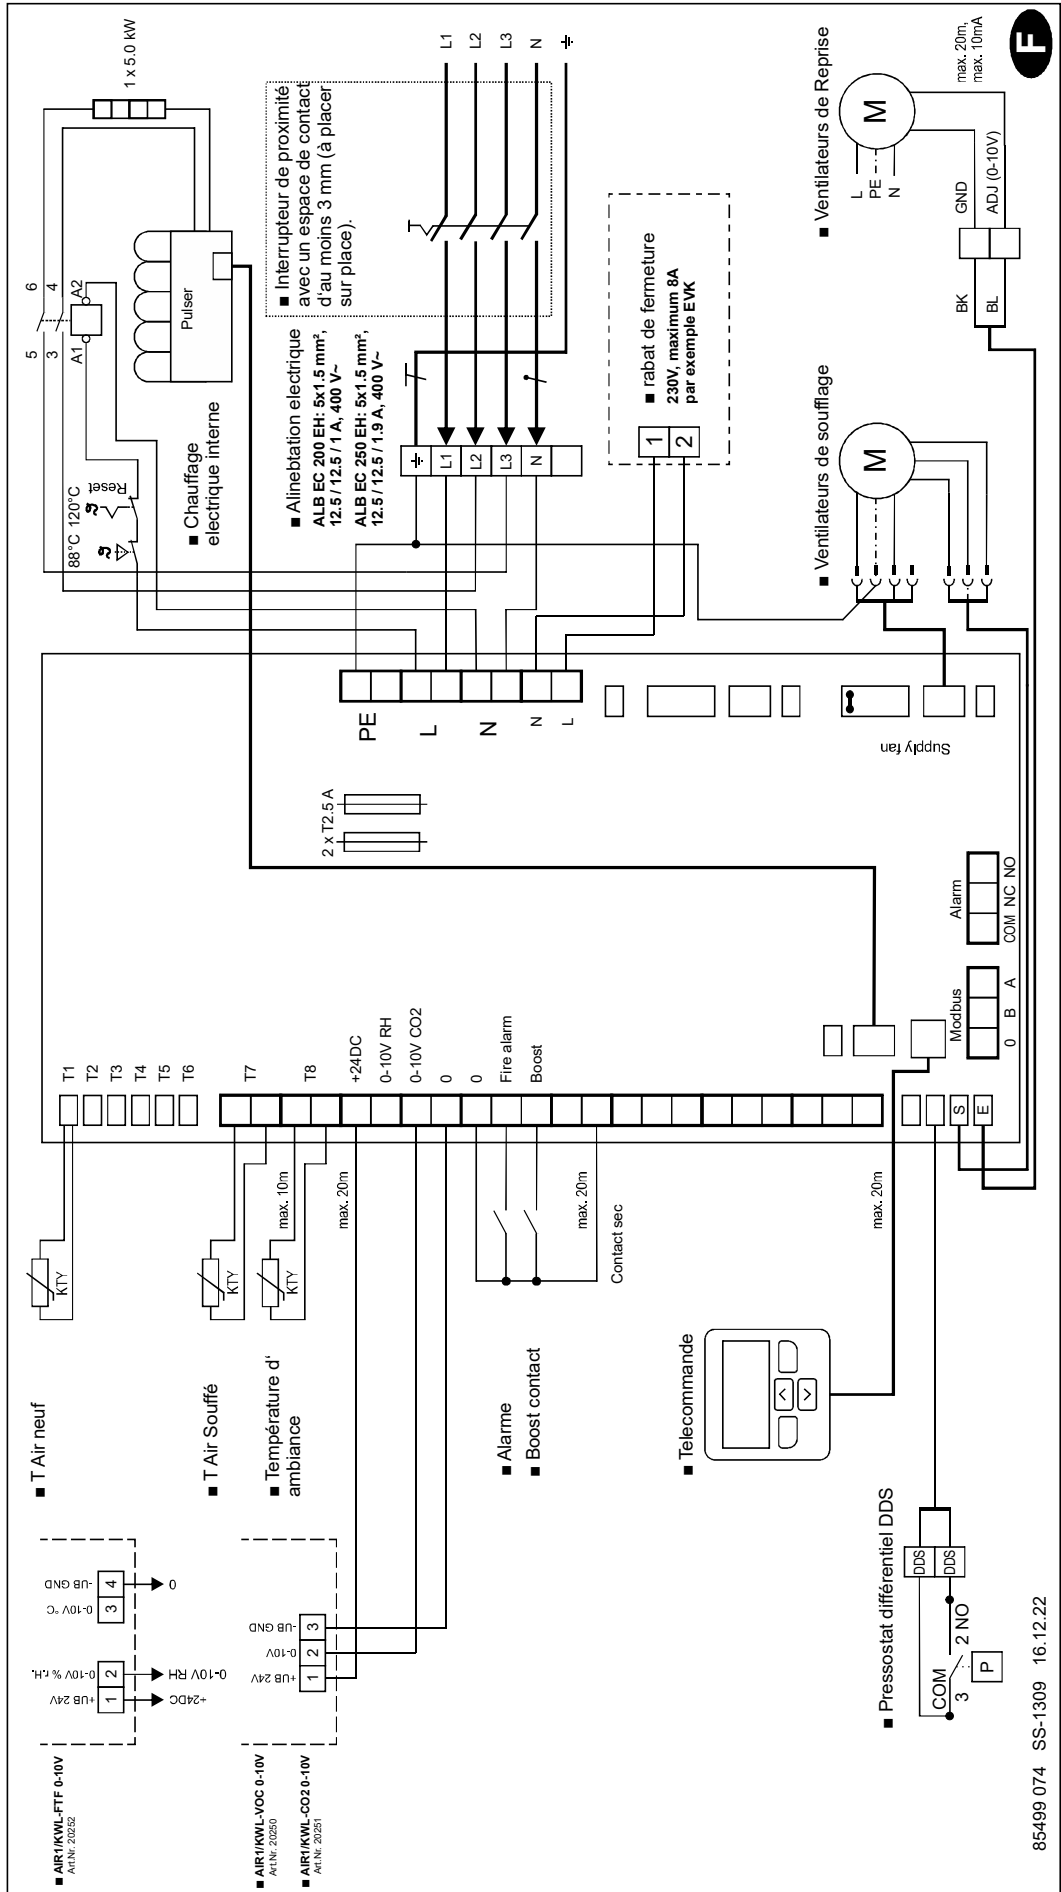 ■ AIR1/KWL-FTF 0-10V
Art.Nr. 20252
+UB 24V
0-10V % r.H.
0-10V °C
-UB GND
1
2
3
4
+24DC
0-10V RH
0
■ AIR1/KWL-VOC 0-10V
Art.Nr. 20250
■ AIR1/KWL-CO2 0-10V
Art.Nr. 20251
+UB 24V
0-10V
-UB GND
1
2
3
■ T Air neuf
KTY
■ T Air Souffé
KTY
■ Température d'
ambiance
KTY
max. 10m
max. 20m
■ Alarme
■ Boost contact
max. 20m
Contact sec
■ Telecommande
max. 20m
■ Pressostat différentiel DDS
DDS
DDS
COM
3
2 NO
P
T1
T2
T3
T4
T5
T6
T7
T8
+24DC
0-10V RH
0-10V CO2
0
0
Fire alarm
Boost
S
E
Modbus
0 B A
Alarm
COM NC NO
2 x T2.5 A
PE
L
N
N
L
Supply fan
88°C
120°C
Reset
5
6
3
4
A1
A2
1 x 5.0 kW
Pulser
■ Chauffage
electrique interne
■ Alinebtation electrique
ALB EC 200 EH: 5x1.5 mm²,
12.5 / 12.5 / 1 A, 400 V~
ALB EC 250 EH: 5x1.5 mm²,
12.5 / 12.5 / 1.9 A, 400 V~
L1
L2
L3
N
■ Interrupteur de proximité
avec un espace de contact
d'au moins 3 mm (à placer
sur place).
L1
L2
L3
N
1
2
■ rabat de fermeture
230V, maximum 8A
par exemple EVK
■ Ventilateurs de soufflage
M
■ Ventilateurs de Reprise
L
PE
N
M
BK
BL
GND
ADJ (0-10V)
max. 20m,
max. 10mA
85499 074 SS-1309 16.12.22
F